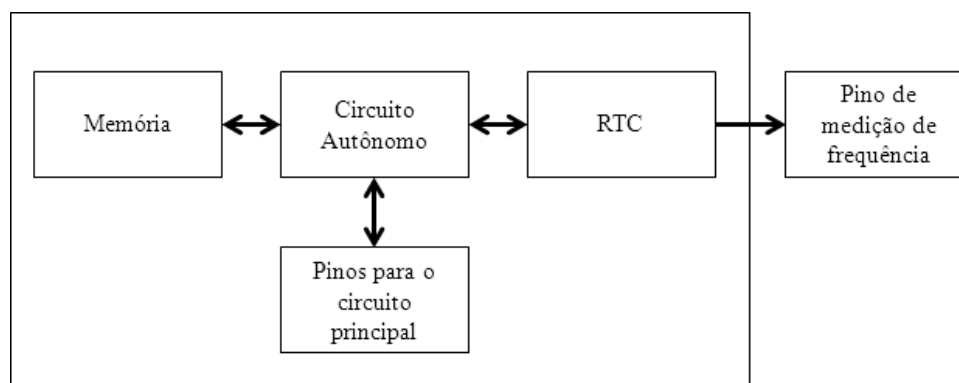 Memória
Circuito
Autônomo
RTC
Pino de
medição de
frequência
Pinos para o
circuito
principal